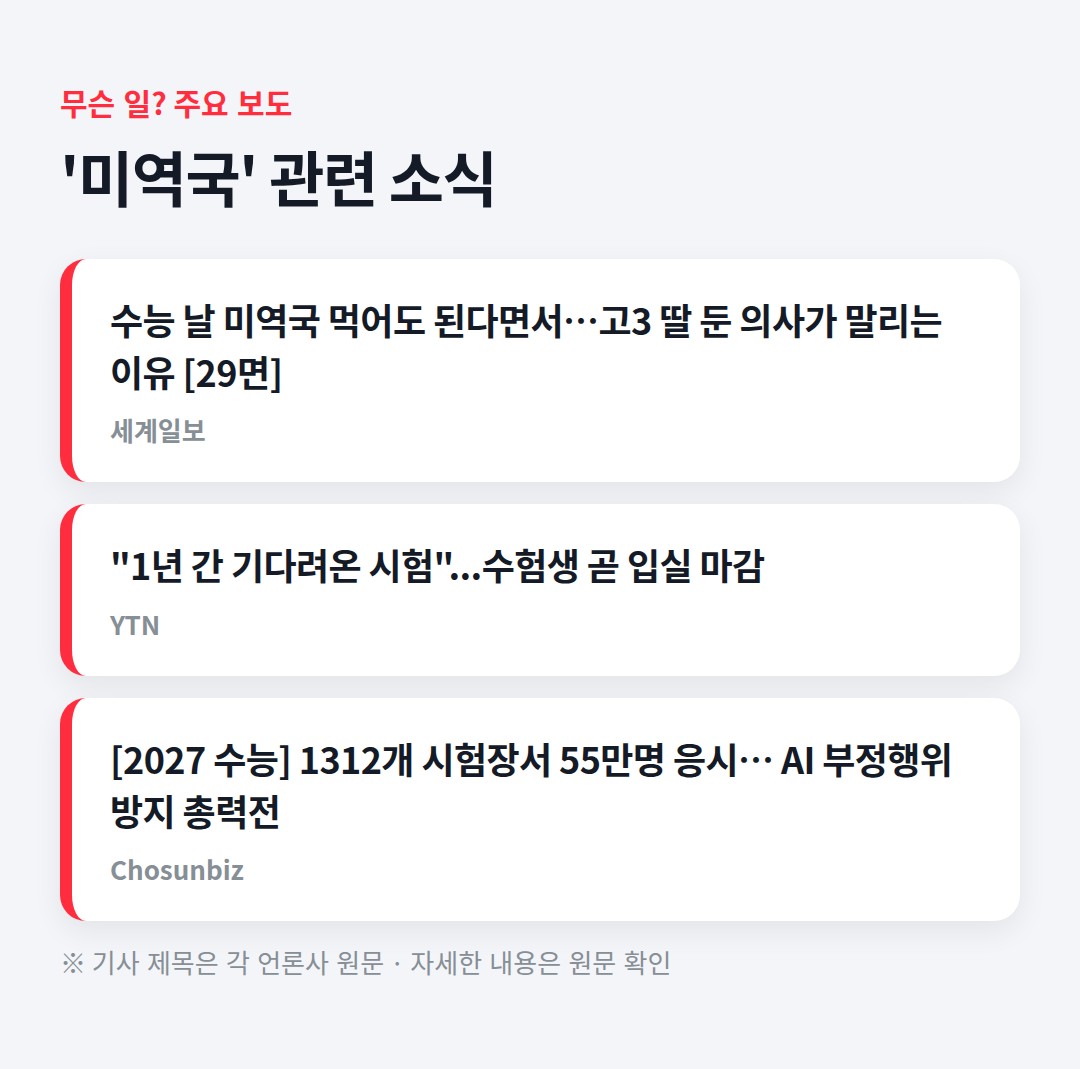 무슨 일? 주요 보도
'미역국' 관련 소식
수능 날 미역국 먹어도 된다면서…고3 딸 둔 의사가 말리는
이유 [29면]
세계일보
"1년 간 기다려온 시험"...수험생 곧 입실 마감
YTN
[2027 수능] 1312개 시험장서 55만명 응시… AI 부정행위
방지 총력전
Chosunbiz
※ 기사 제목은 각 언론사 원문 · 자세한 내용은 원문 확인